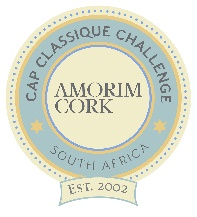 CAP CLASSIQUE CHALLENGE
AMORIM
CORK
SOUTH AFRICA
EST. 2002